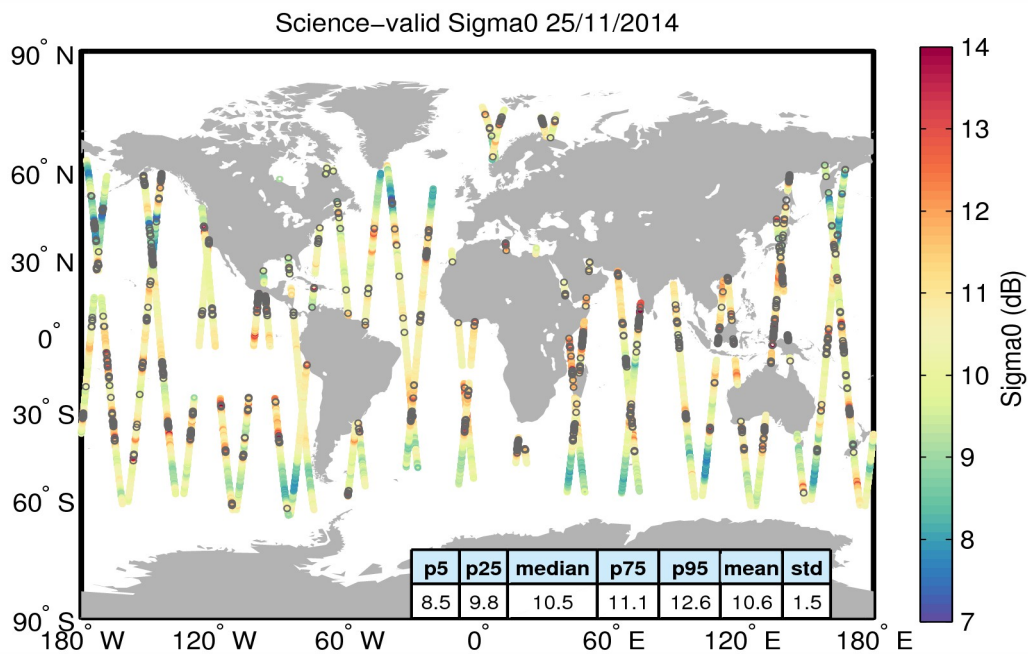 Science−valid Sigma0 25/11/2014
90° N
60° N
30° N
0°
30° S
60° S
90° S
180° W
120° W
60° W
0°
60° E
120° E
180° E
p5 p25 median p75 p95 mean std
8.5 9.8 10.5 11.1 12.6 10.6 1.5
14
13
12
11
10
9
8
7
Sigma0 (dB)